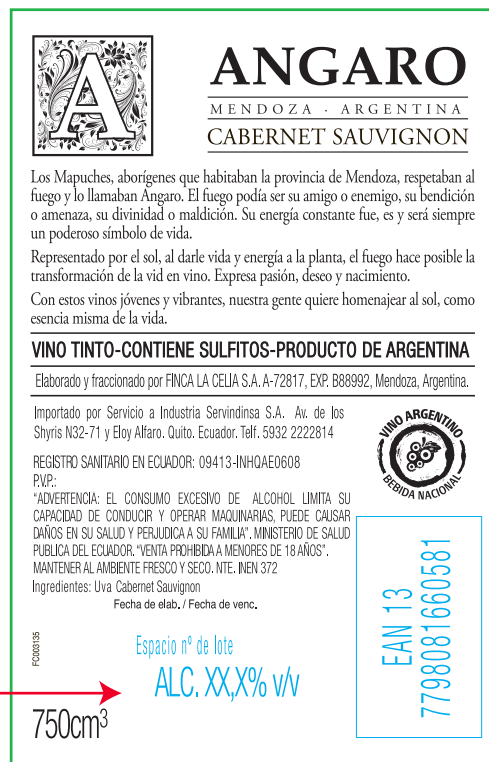 A
ANGARO
MENDOZA · ARGENTINA
CABERNET SAUVIGNON
Los Mapuches, aborígenes que habitaban la provincia de Mendoza, respetaban al
fuego y lo llamaban Angaro. El fuego podía ser su amigo o enemigo, su bendición
o amenaza, su divinidad o maldición. Su energía constante fue, es y será siempre
un poderoso símbolo de vida.
Representado por el sol, al darle vida y energía a la planta, el fuego hace posible la
transformación de la vid en vino. Expresa pasión, deseo y nacimiento.
Con estos vinos jóvenes y vibrantes, nuestra gente quiere homenajear al sol, como
esencia misma de la vida.
VINO TINTO-CONTIENE SULFITOS-PRODUCTO DE ARGENTINA
Elaborado y fraccionado por FINCA LA CELIA S.A. A-72817, EXP. B88992, Mendoza, Argentina.
Importado por Servicio a Industria Servindinsa S.A. Av. de los
Shyris N32-71 y Eloy Alfaro. Quito. Ecuador. Telf. 5932 2222814
REGISTRO SANITARIO EN ECUADOR: 09413-INHQAE0608
P.V.P.:
"ADVERTENCIA: EL CONSUMO EXCESIVO DE ALCOHOL LIMITA SU
CAPACIDAD DE CONDUCIR Y OPERAR MAQUINARIAS, PUEDE CAUSAR
DAÑOS EN SU SALUD Y PERJUDICA A SU FAMILIA". MINISTERIO DE SALUD
PUBLICA DEL ECUADOR. "VENTA PROHIBIDA A MENORES DE 18 AÑOS".
MANTENER AL AMBIENTE FRESCO Y SECO. NTE. INEN 372
Ingredientes: Uva Cabernet Sauvignon
Fecha de elab. / Fecha de venc.
VINO ARGENTINO
BEBIDA NACIONAL
EAN 13
7798081660581
FC003135
Espacio nº de lote
ALC. XX,X% v/v
750cm³